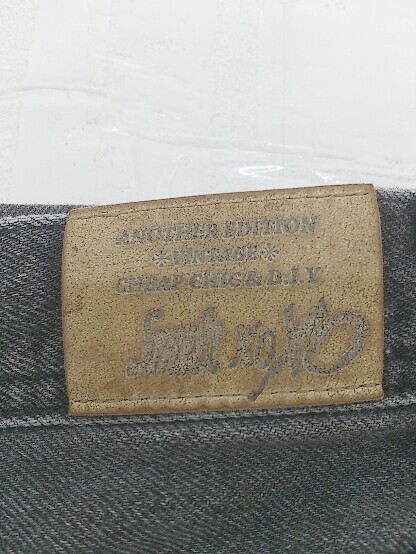 ANOTHER EDITION
*VINTAGE*
CHEAP CHIC & D.I.Y